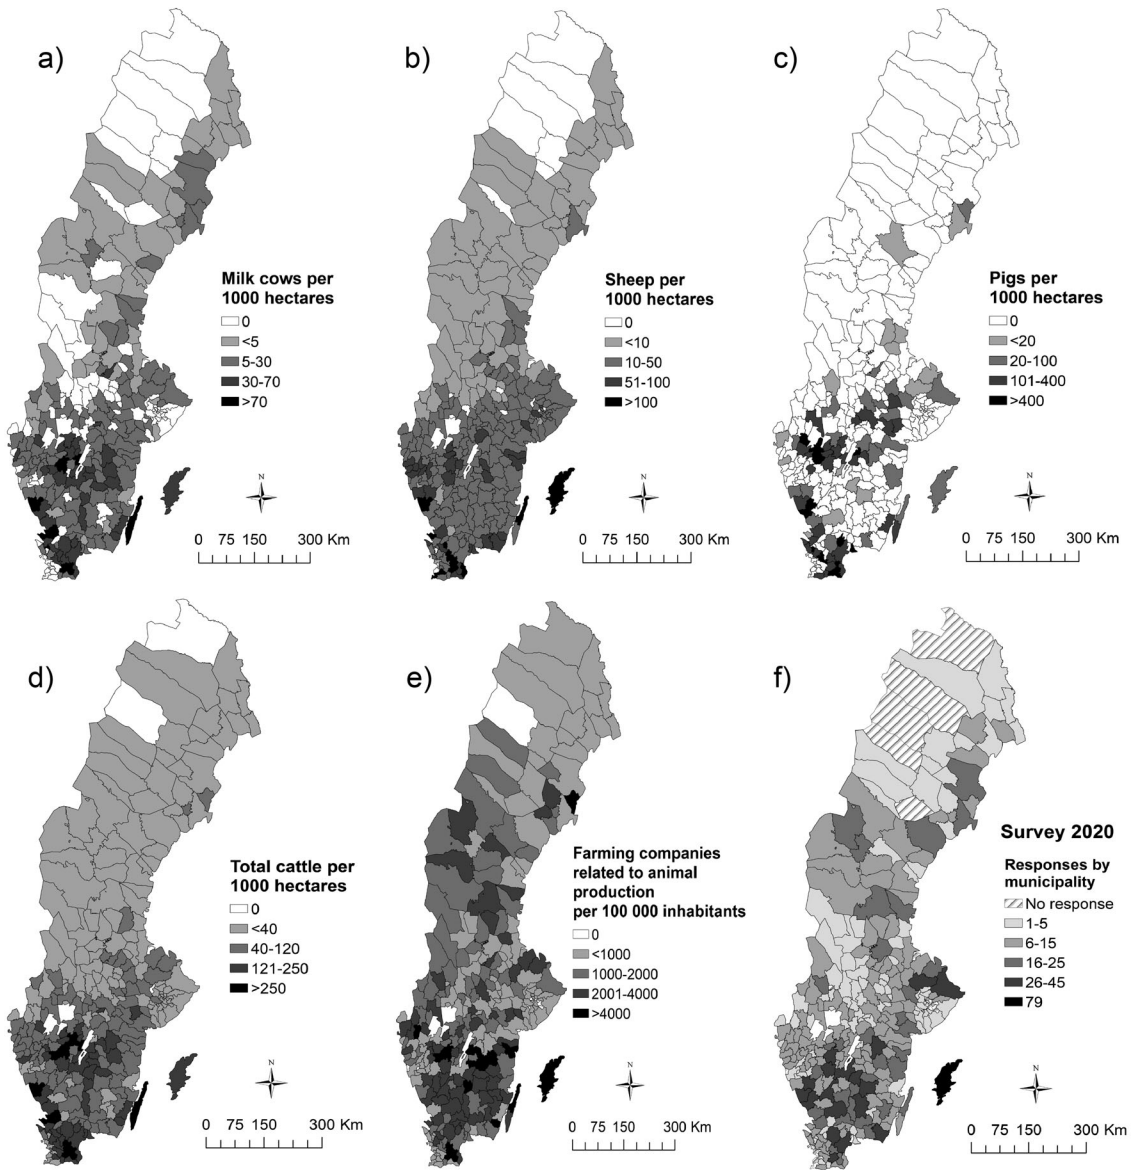 a)
Milk cows per
1000 hectares
0
<5
5-30
30-70
>70
N
0 75 150 300 Km
b)
Sheep per
1000 hectares
0
<10
10-50
51-100
>100
N
0 75 150 300 Km
c)
Pigs per
1000 hectares
0
<20
20-100
101-400
>400
N
0 75 150 300 Km
d)
Total cattle per
1000 hectares
0
<40
40-120
121-250
>250
N
0 75 150 300 Km
e)
Farming companies
related to animal
production
per 100 000 inhabitants
0
<1000
1000-2000
2001-4000
>4000
N
0 75 150 300 Km
f)
Survey 2020
Responses by
municipality
No response
1-5
6-15
16-25
26-45
79
N
0 75 150 300 Km